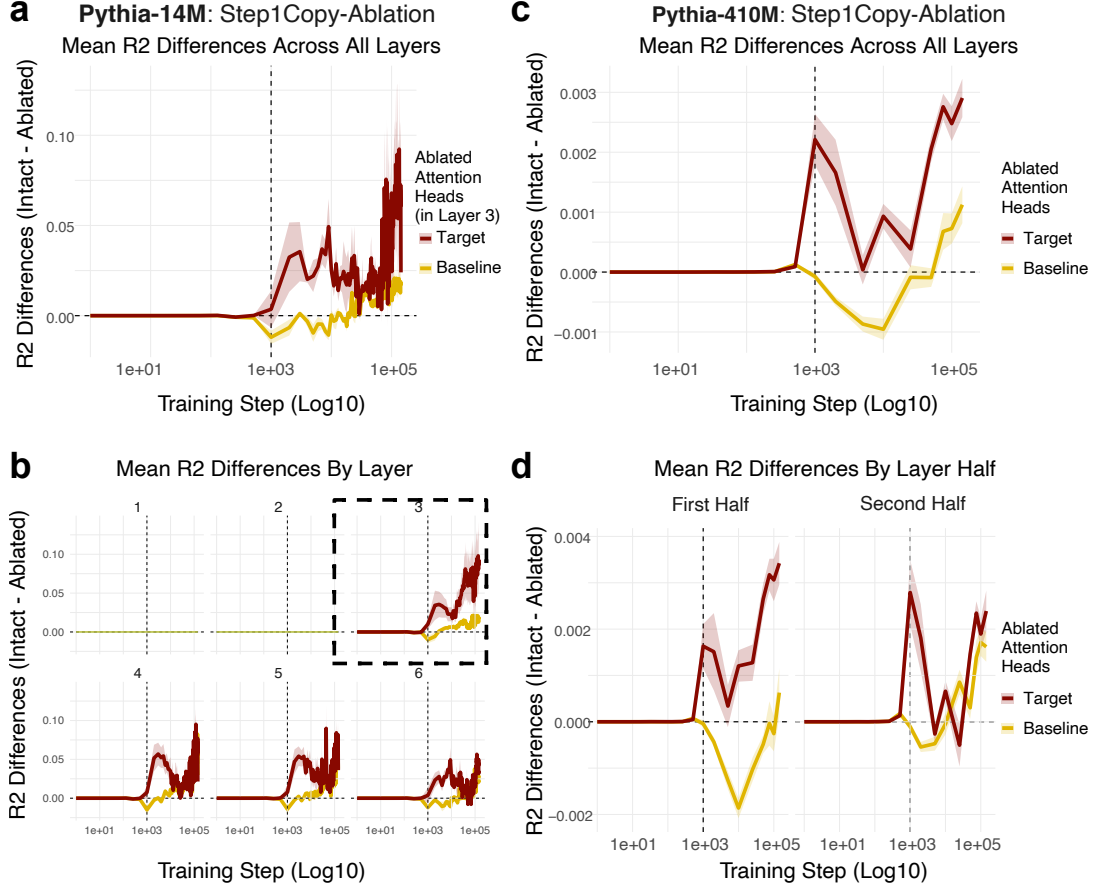 a
Pythia-14M: Step1Copy-Ablation
Mean R2 Differences Across All Layers
R2 Differences (Intact - Ablated)
0.10
0.05
0.00
1e+01
1e+03
1e+05
Training Step (Log10)
Ablated
Attention
Heads
(in Layer 3)
Target
Baseline
c
Pythia-410M: Step1Copy-Ablation
Mean R2 Differences Across All Layers
R2 Differences (Intact - Ablated)
0.003
0.002
0.001
0.000
−0.001
1e+01
1e+03
1e+05
Training Step (Log10)
Ablated
Attention
Heads
Target
Baseline
b
Mean R2 Differences By Layer
R2 Differences (Intact - Ablated)
1
2
3
0.10
0.05
0.00
4
5
6
0.10
0.05
0.00
1e+01
1e+03
1e+05
1e+01
1e+03
1e+05
1e+01
1e+03
1e+05
Training Step (Log10)
d
Mean R2 Differences By Layer Half
First Half
Second Half
R2 Differences (Intact - Ablated)
0.004
0.002
0.000
−0.002
1e+01
1e+03
1e+05
1e+01
1e+03
1e+05
Training Step (Log10)
Ablated
Attention
Heads
Target
Baseline